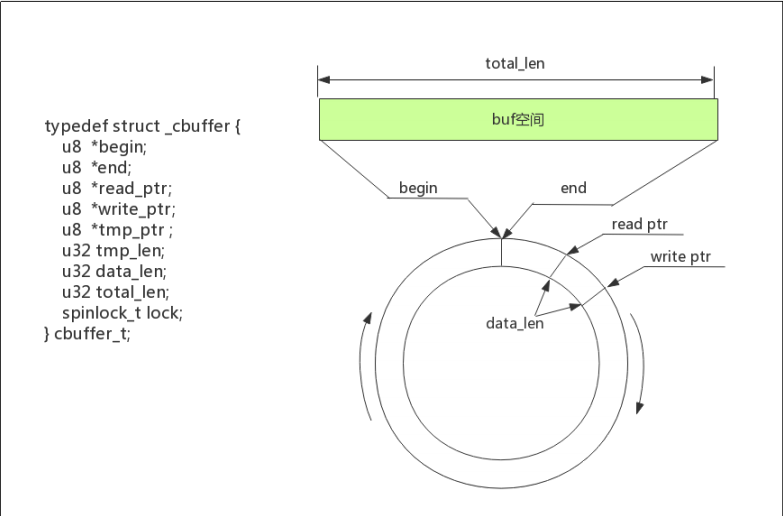 total_len
buf空间
typedef struct _cbuffer {
u8 *begin;
u8 *end;
u8 *read_ptr;
u8 *write_ptr;
u8 *tmp_ptr ;
u32 tmp_len;
u32 data_len;
u32 total_len;
spinlock_t lock;
} cbuffer_t;
begin
end
read ptr
write ptr
data_len